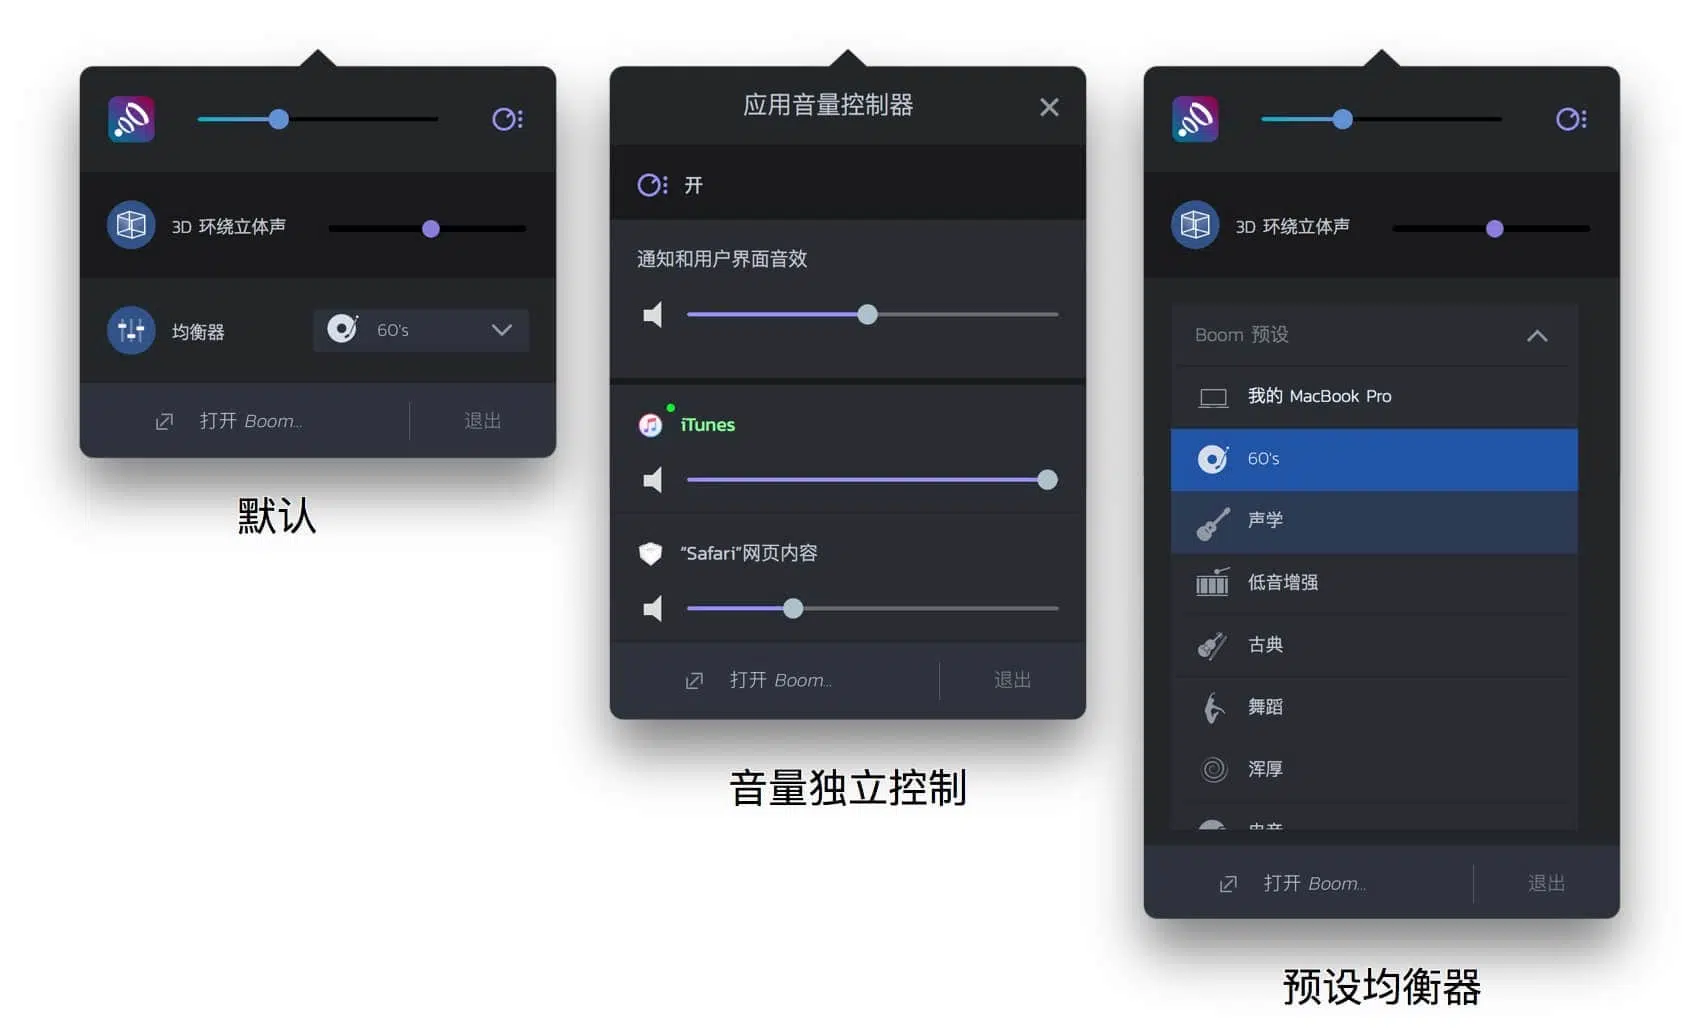 3D 环绕立体声
均衡器
60's
打开 Boom...
退出
默认
应用音量控制器
开
通知和用户界面音效
iTunes
“Safari”网页内容
打开 Boom...
退出
音量独立控制
3D 环绕立体声
Boom 预设
我的 MacBook Pro
60's
声学
低音增强
古典
舞蹈
浑厚
打开 Boom...
退出
预设均衡器